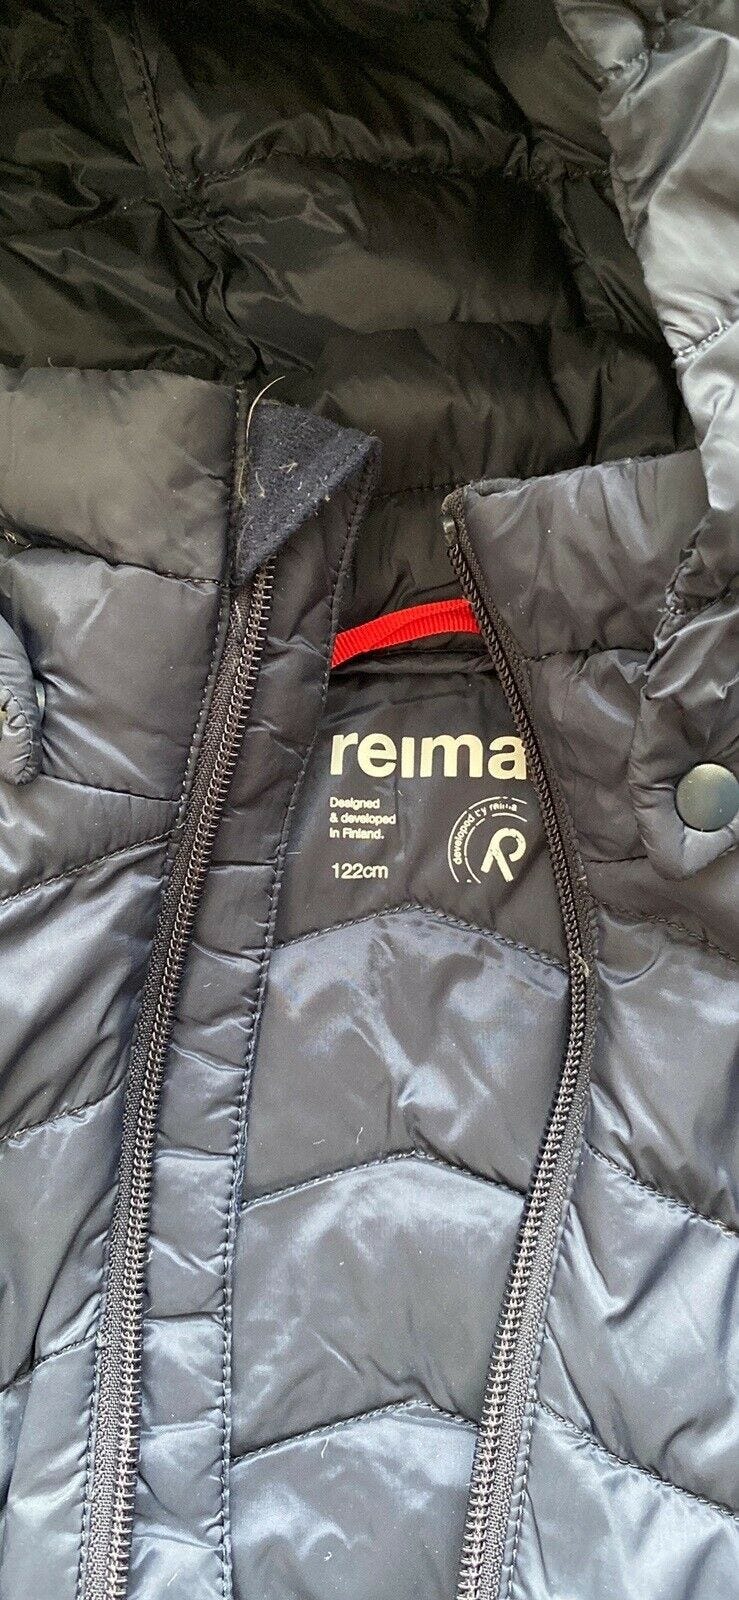 reima
Designed
& developed
in Finland.
122cm
developed by reima